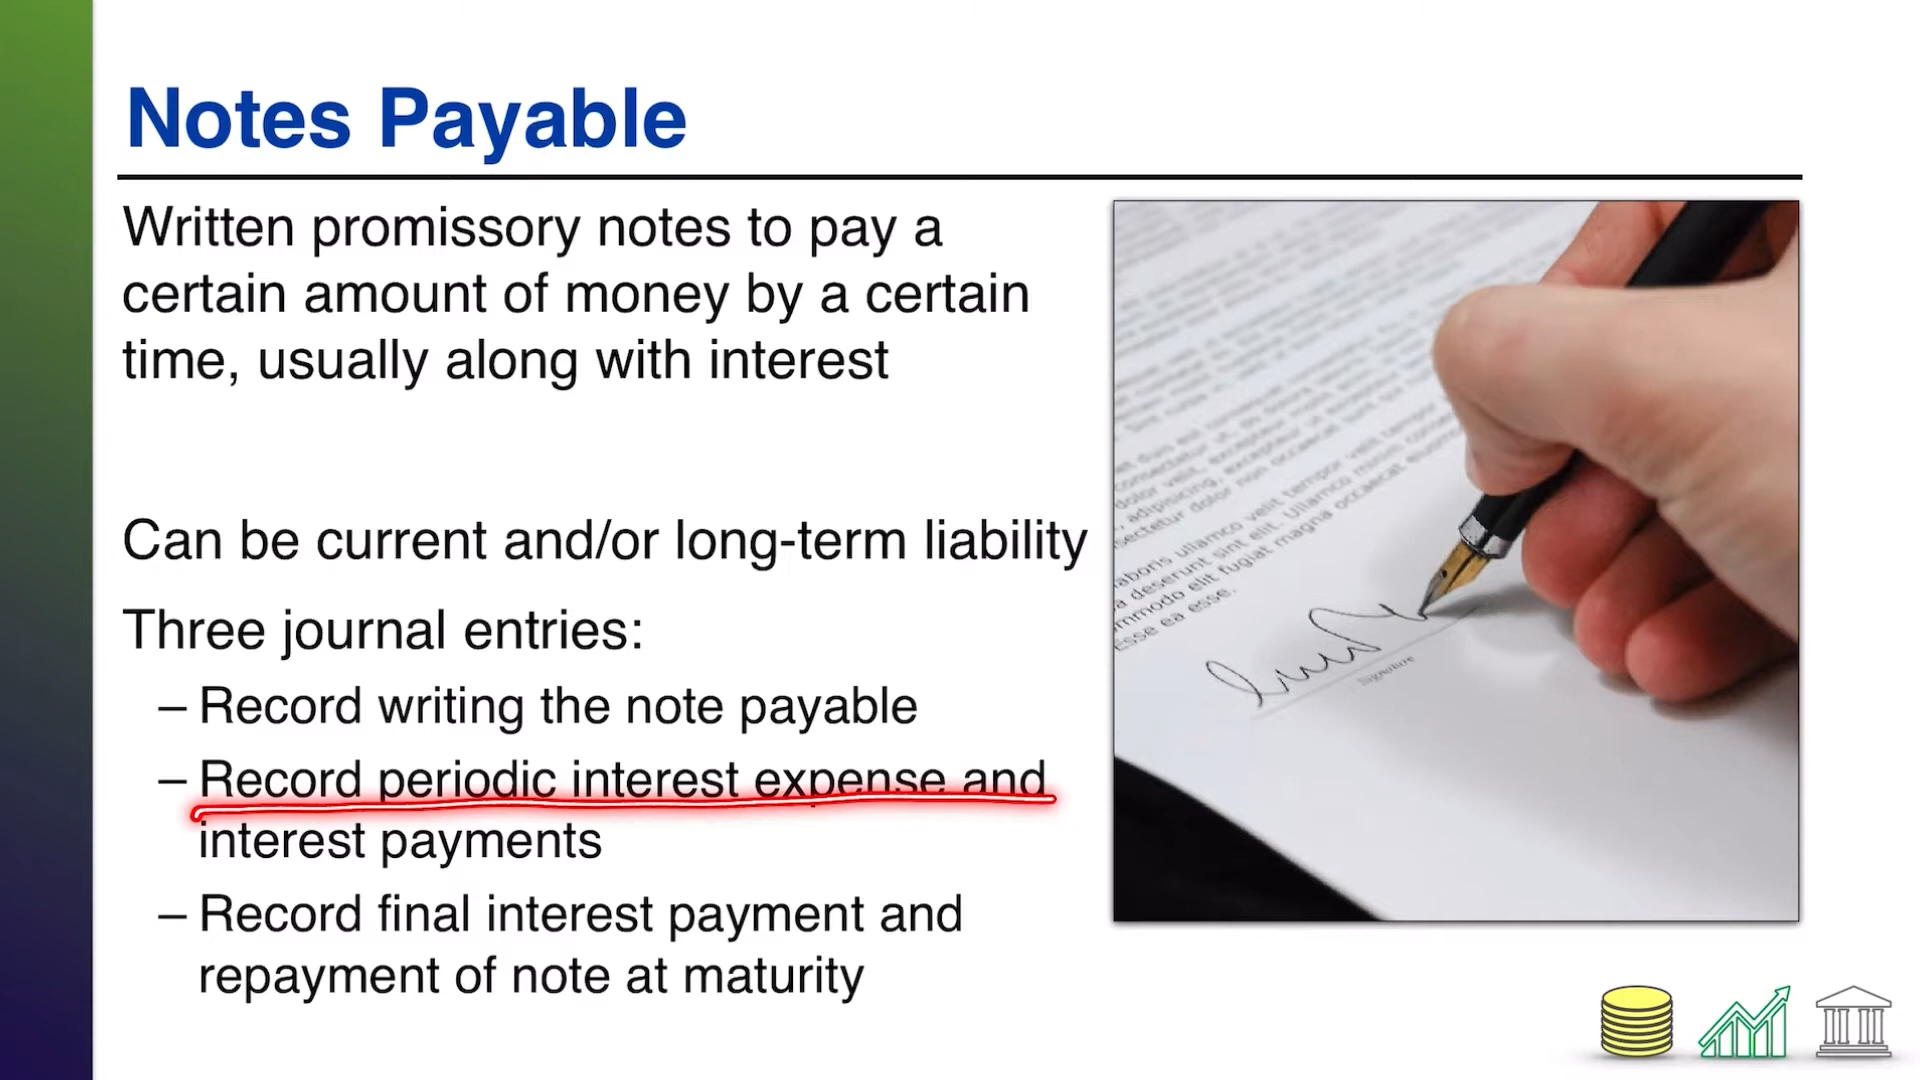 Notes Payable
Written promissory notes to pay a
certain amount of money by a certain
time, usually along with interest
Can be current and/or long-term liability
Three journal entries:
– Record writing the note payable
– Record periodic interest expense and
interest payments
– Record final interest payment and
repayment of note at maturity
Signature